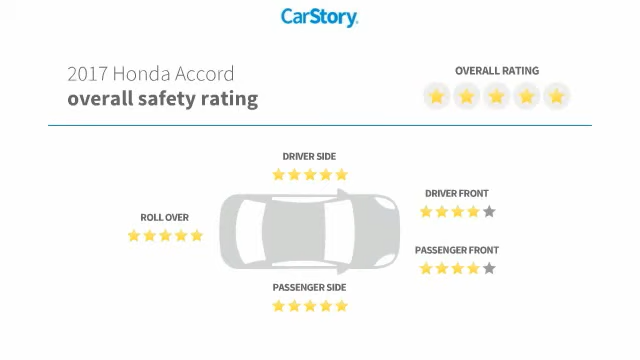 CarStory.
2017 Honda Accord
overall safety rating
OVERALL RATING
DRIVER SIDE
DRIVER FRONT
ROLL OVER
PASSENGER FRONT
PASSENGER SIDE